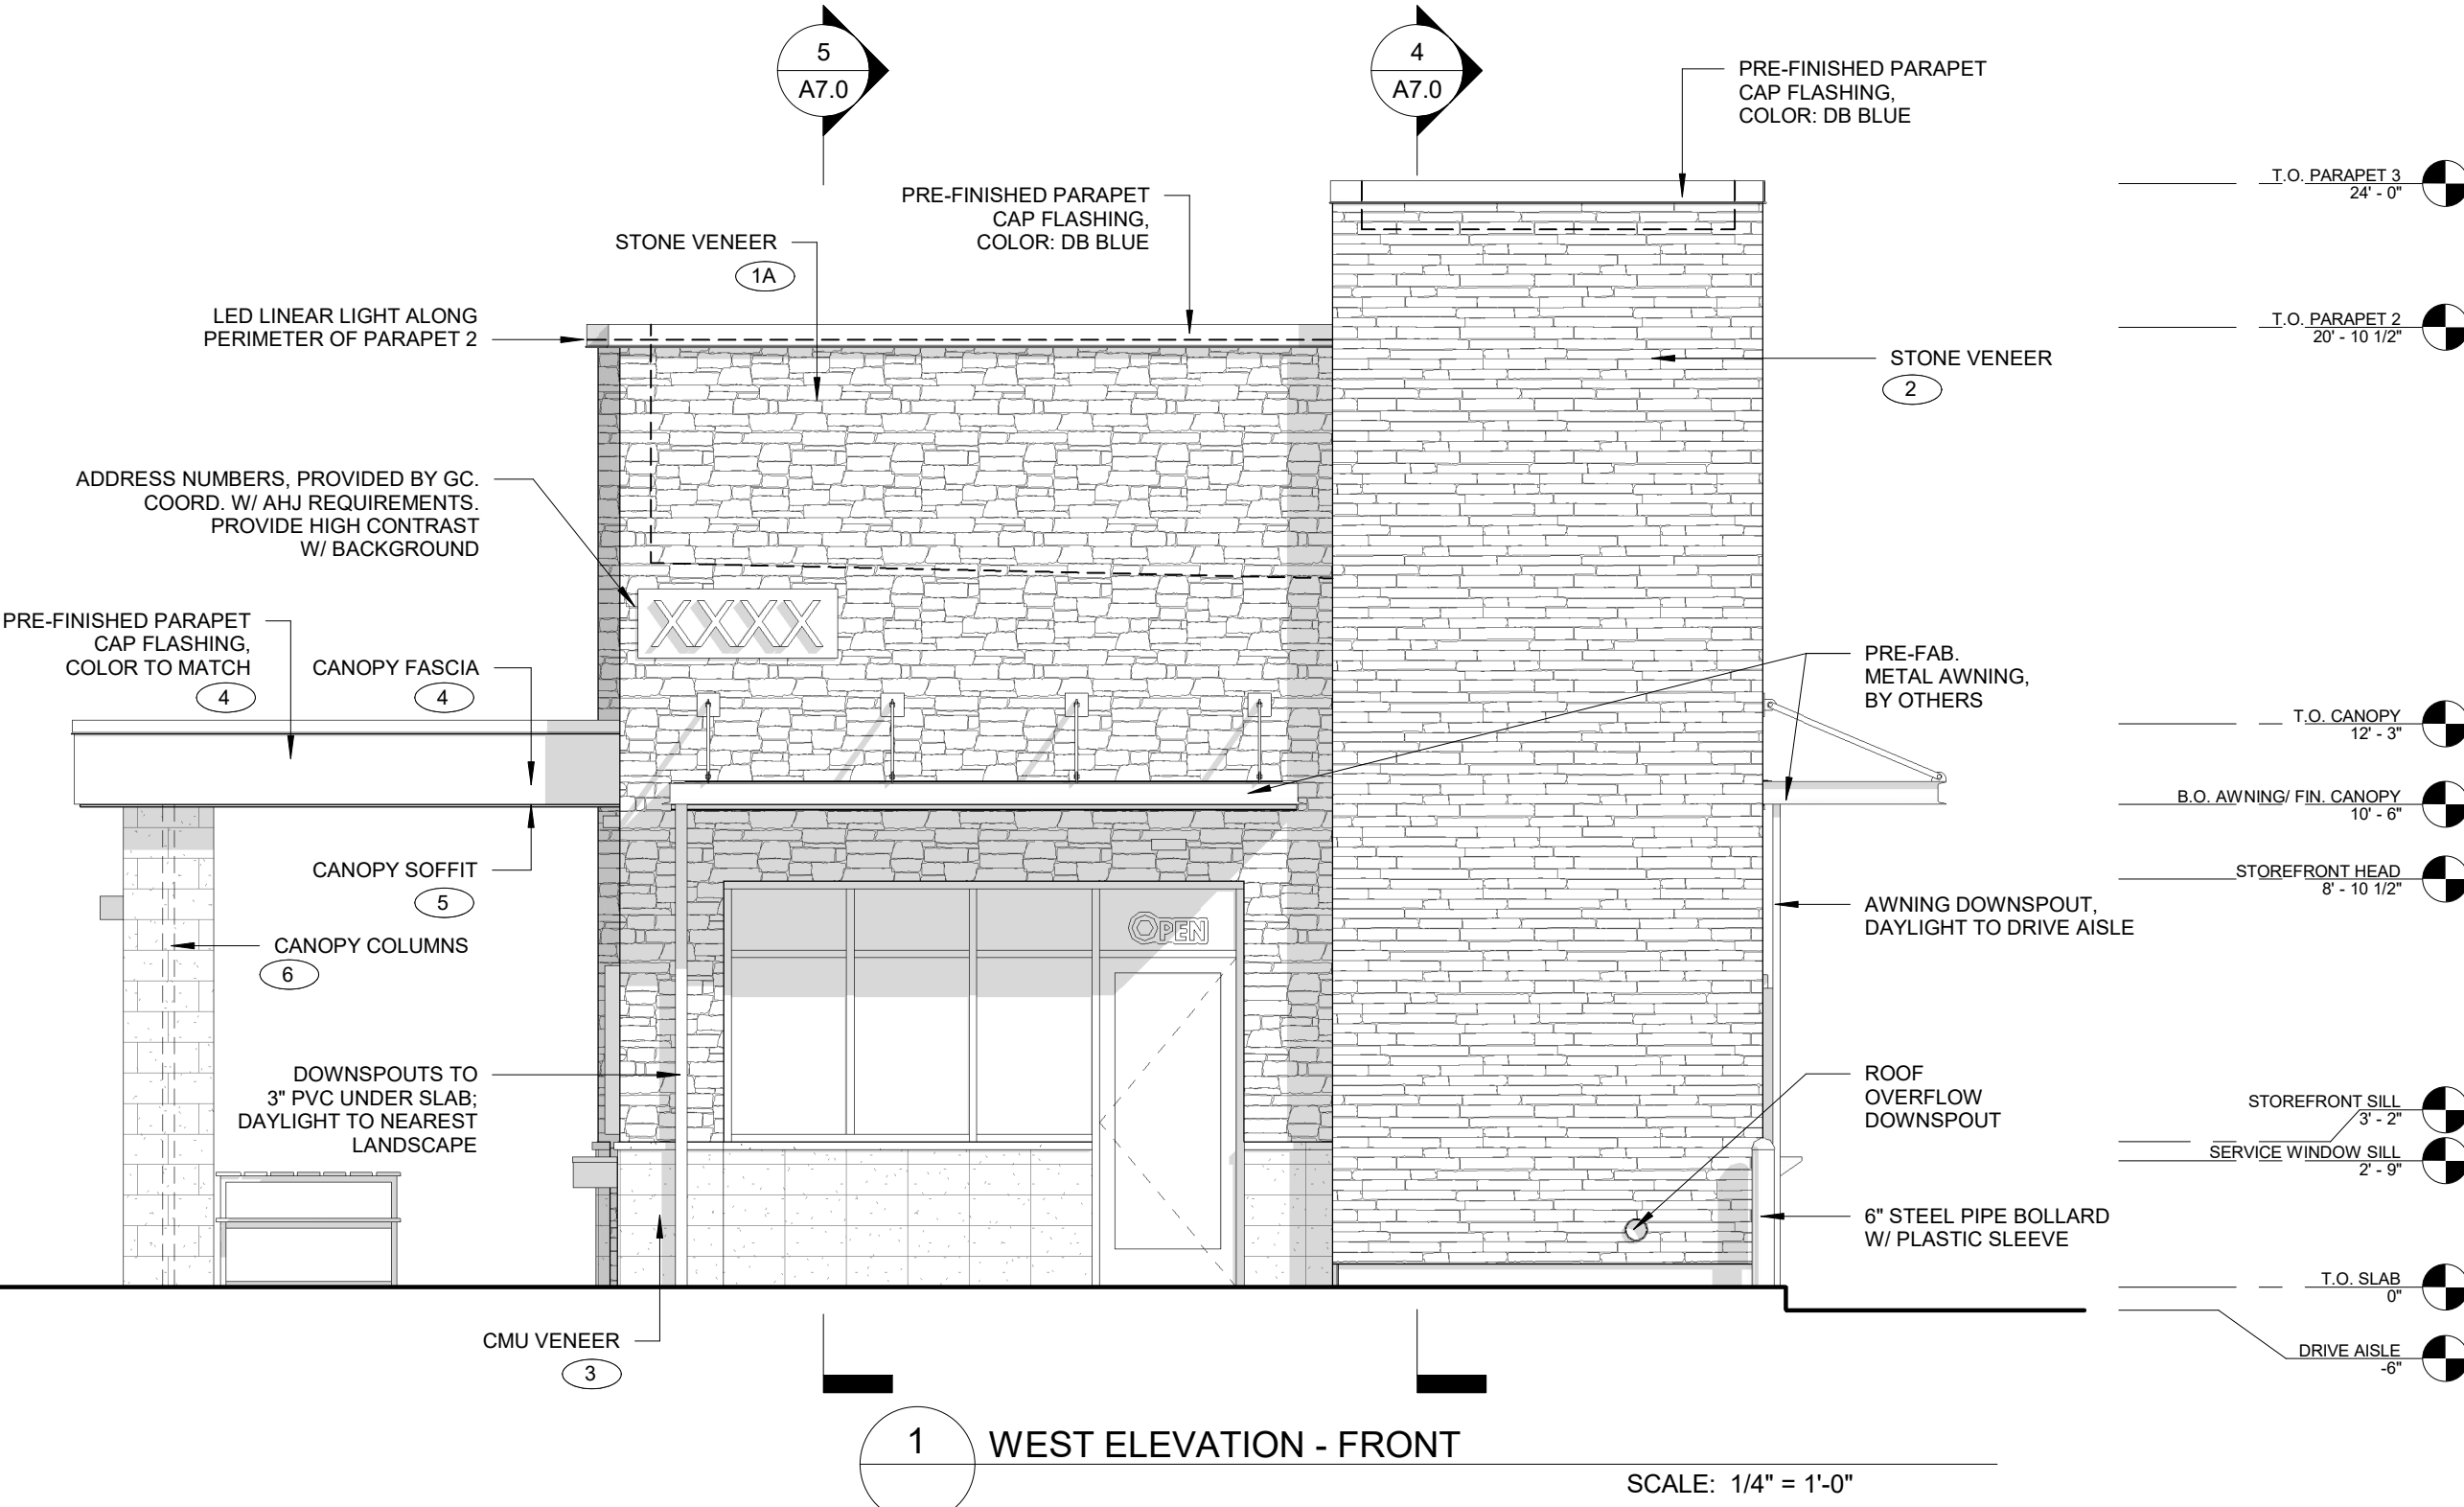 5
A7.0
4
A7.0
PRE-FINISHED PARAPET
CAP FLASHING,
COLOR: DB BLUE
T.O. PARAPET 3
24' - 0"
PRE-FINISHED PARAPET
CAP FLASHING,
COLOR: DB BLUE
STONE VENEER
1A
LED LINEAR LIGHT ALONG
PERIMETER OF PARAPET 2
T.O. PARAPET 2
20' - 10 1/2"
STONE VENEER
2
ADDRESS NUMBERS, PROVIDED BY GC.
COORD. W/ AHJ REQUIREMENTS.
PROVIDE HIGH CONTRAST
W/ BACKGROUND
XXXX
PRE-FINISHED PARAPET
CAP FLASHING,
COLOR TO MATCH
4
CANOPY FASCIA
4
PRE-FAB.
METAL AWNING,
BY OTHERS
T.O. CANOPY
12' - 3"
B.O. AWNING/ FIN. CANOPY
10' - 6"
CANOPY SOFFIT
5
STOREFRONT HEAD
8' - 10 1/2"
OPEN
AWNING DOWNSPOUT,
DAYLIGHT TO DRIVE AISLE
CANOPY COLUMNS
6
DOWNSPOUTS TO
3" PVC UNDER SLAB;
DAYLIGHT TO NEAREST
LANDSCAPE
ROOF
OVERFLOW
DOWNSPOUT
STOREFRONT SILL
3' - 2"
SERVICE WINDOW SILL
2' - 9"
6" STEEL PIPE BOLLARD
W/ PLASTIC SLEEVE
T.O. SLAB
0"
CMU VENEER
3
DRIVE AISLE
-6"
1
WEST ELEVATION - FRONT
SCALE: 1/4" = 1'-0"